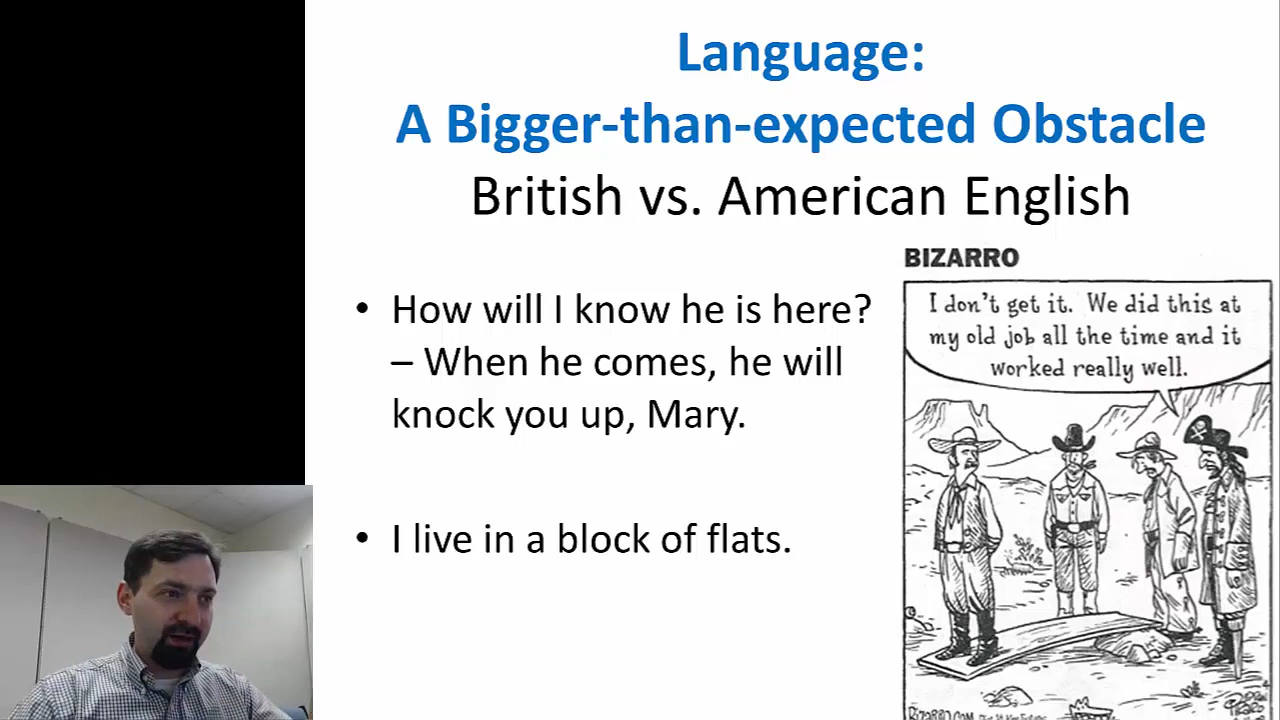 Language:
A Bigger-than-expected Obstacle
British vs. American English
• How will I know he is here?
– When he comes, he will
knock you up, Mary.
• I live in a block of flats.
BIZARRO
I don't get it. We did this at
my old job all the time and it
worked really well.
BIZARRO.COM